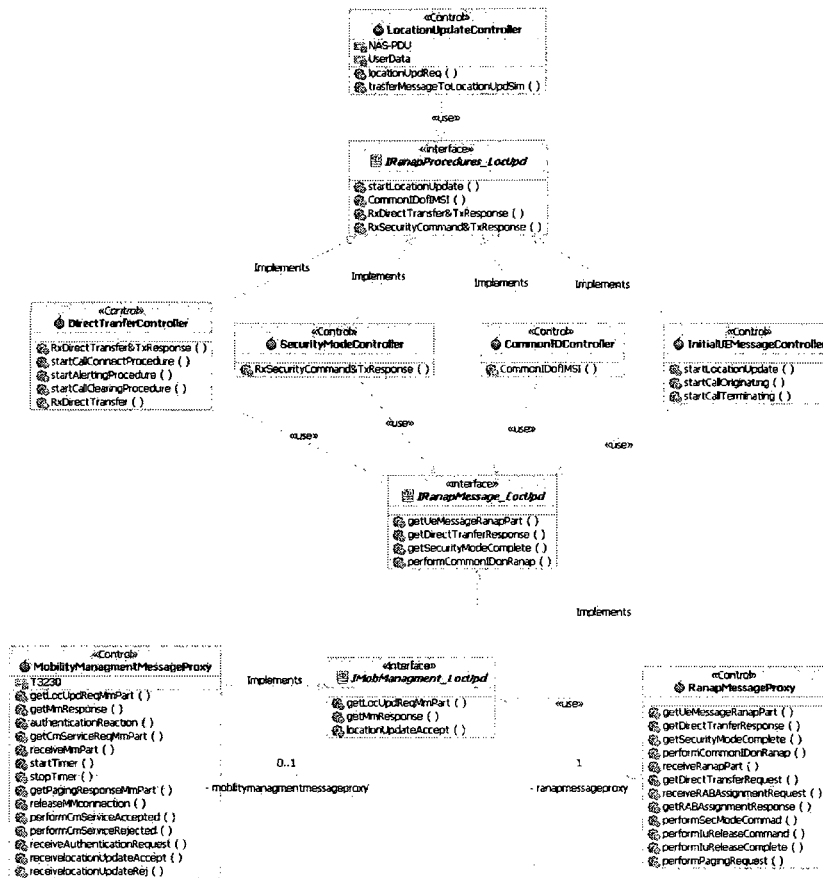 «Control»
LocationUpdateController
NAS-PDU
UserData
locationUpdReq ( )
trasferMessageToLocationUpdSim ( )
«use»
«interface»
IRanapProcedures_LocUpd
startLocationUpdate ( )
CommonIDofIMSI ( )
RxDirectTransfer&TxResponse ( )
RxSecurityCommand&TxResponse ( )
Implements
Implements
Implements
Implements
«Control»
DirectTranferController
RxDirectTransfer&TxResponse ( )
startCallConnectProcedure ( )
startAlertingProcedure ( )
startCallClearingProcedure ( )
RxDirectTransfer ( )
«Control»
SecurityModeController
RxSecurityCommand&TxResponse ( )
«Control»
CommonIDController
CommonIDofIMSI ( )
«Control»
InitialUEMessageController
startLocationUpdate ( )
startCallOriginating ( )
startCallTerminating ( )
«use»
«use»
«use»
«use»
«interface»
IRanapMessage_LocUpd
getUeMessageRanapPart ( )
getDirectTranferResponse ( )
getSecurityModeComplete ( )
performCommonIDonRanap ( )
Implements
«Control»
MobilityManagmentMessageProxy
T3230
getLocUpdReqMmPart ( )
getMmResponse ( )
authenticationReaction ( )
getCmServiceReqMmPart ( )
receiveMmPart ( )
startTimer ( )
stopTimer ( )
getPagingResponseMmPart ( )
releaseMMconnection ( )
performCmServiceAccepted ( )
performCmServiceRejected ( )
receiveAuthenticationRequest ( )
receivelocationUpdateAccept ( )
receivelocationUpdateRej ( )
Implements
«interface»
IMobManagment_LocUpd
getLocUpdReqMmPart ( )
getMmResponse ( )
locationUpdateAccept ( )
«use»
0..1
- mobilitymanagmentmessageproxy
1
- ranapmessageproxy
«Control»
RanapMessageProxy
getUeMessageRanapPart ( )
getDirectTranferResponse ( )
getSecurityModeComplete ( )
performCommonIDonRanap ( )
receiveRanapPart ( )
getDirectTransferRequest ( )
receiveRABAssignmentRequest ( )
getRABAssignmentResponse ( )
performSecModeCommad ( )
performIuReleaseCommand ( )
performIuReleaseComplete ( )
performPagingRequest ( )